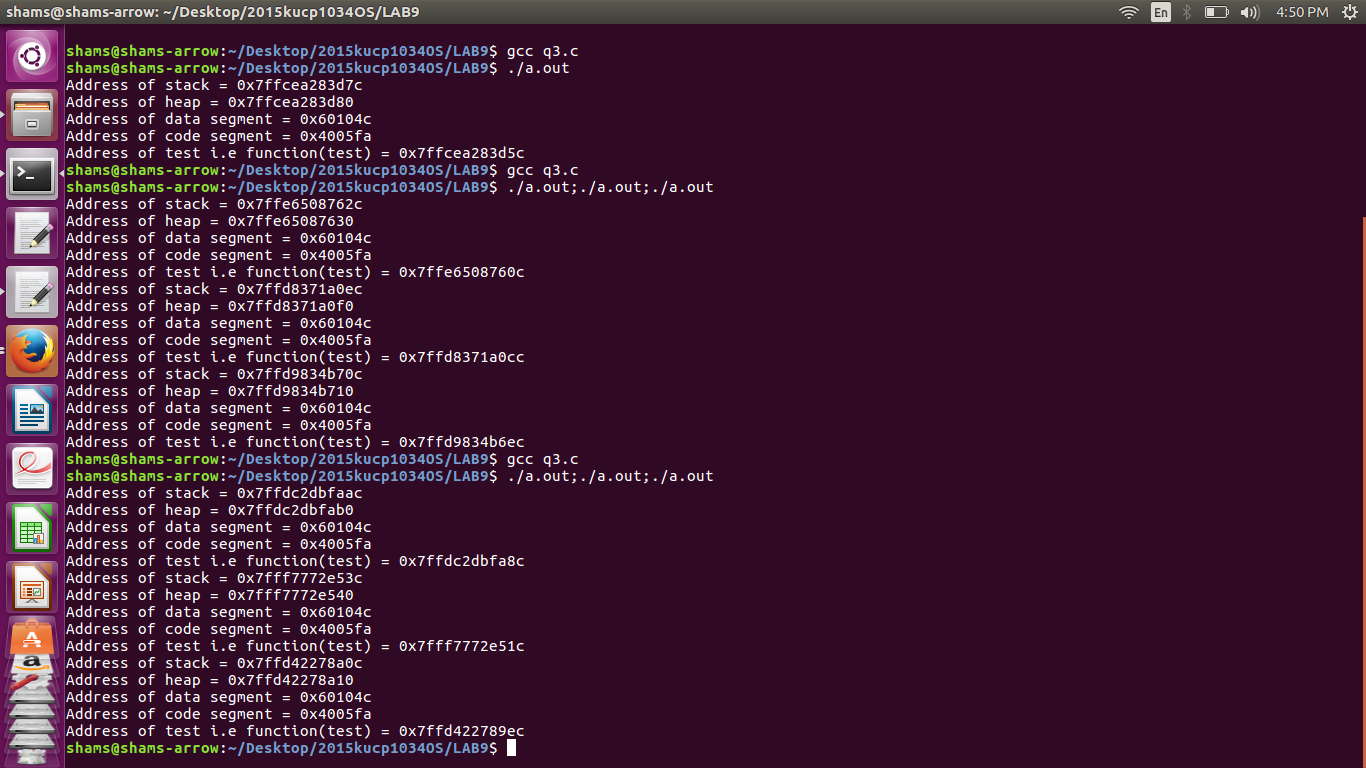 shams@shams-arrow: ~/Desktop/2015kucp1034OS/LAB9 En 4:50 PM
shams@shams-arrow:~/Desktop/2015kucp1034OS/LAB9$ gcc q3.c
shams@shams-arrow:~/Desktop/2015kucp1034OS/LAB9$ ./a.out
Address of stack = 0x7ffcea283d7c
Address of heap = 0x7ffcea283d80
Address of data segment = 0x60104c
Address of code segment = 0x4005fa
Address of test i.e function(test) = 0x7ffcea283d5c
shams@shams-arrow:~/Desktop/2015kucp1034OS/LAB9$ gcc q3.c
shams@shams-arrow:~/Desktop/2015kucp1034OS/LAB9$ ./a.out;./a.out;./a.out
Address of stack = 0x7ffe6508762c
Address of heap = 0x7ffe65087630
Address of data segment = 0x60104c
Address of code segment = 0x4005fa
Address of test i.e function(test) = 0x7ffe6508760c
Address of stack = 0x7ffd8371a0ec
Address of heap = 0x7ffd8371a0f0
Address of data segment = 0x60104c
Address of code segment = 0x4005fa
Address of test i.e function(test) = 0x7ffd8371a0cc
Address of stack = 0x7ffd9834b70c
Address of heap = 0x7ffd9834b710
Address of data segment = 0x60104c
Address of code segment = 0x4005fa
Address of test i.e function(test) = 0x7ffd9834b6ec
shams@shams-arrow:~/Desktop/2015kucp1034OS/LAB9$ gcc q3.c
shams@shams-arrow:~/Desktop/2015kucp1034OS/LAB9$ ./a.out;./a.out;./a.out
Address of stack = 0x7ffdc2dbfaac
Address of heap = 0x7ffdc2dbfab0
Address of data segment = 0x60104c
Address of code segment = 0x4005fa
Address of test i.e function(test) = 0x7ffdc2dbfa8c
Address of stack = 0x7fff7772e53c
Address of heap = 0x7fff7772e540
Address of data segment = 0x60104c
Address of code segment = 0x4005fa
Address of test i.e function(test) = 0x7fff7772e51c
Address of stack = 0x7ffd42278a0c
Address of heap = 0x7ffd42278a10
Address of data segment = 0x60104c
Address of code segment = 0x4005fa
Address of test i.e function(test) = 0x7ffd422789ec
shams@shams-arrow:~/Desktop/2015kucp1034OS/LAB9$